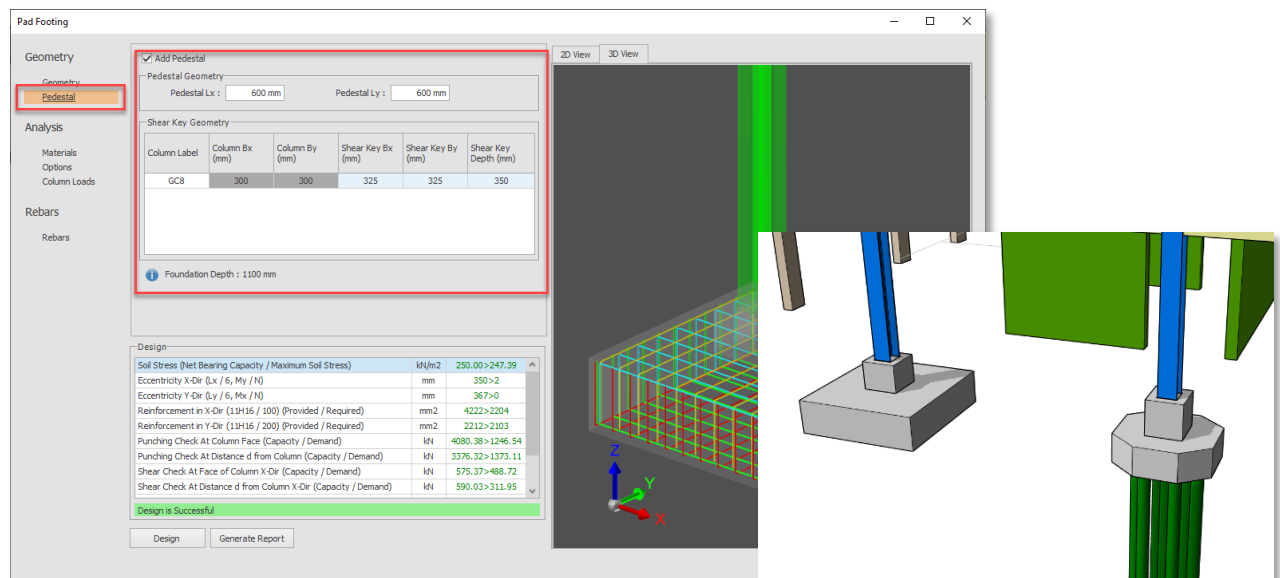 Pad Footing
Geometry
Geometry
Pedestal
Analysis
Materials
Options
Column Loads
Rebars
Rebars
Add Pedestal
Pedestal Geometry
Pedestal Lx : 600 mm Pedestal Ly : 600 mm
Shear Key Geometry
Column Label Column Bx (mm) Column By (mm) Shear Key Bx (mm) Shear Key By (mm) Shear Key Depth (mm)
GC8 300 300 325 325 350
Foundation Depth : 1100 mm
Design
Soil Stress (Net Bearing Capacity / Maximum Soil Stress) kN/m2 250.00>247.39
Eccentricity X-Dir (Lx / 6, My / N) mm 350>2
Eccentricity Y-Dir (Ly / 6, Mx / N) mm 367>0
Reinforcement in X-Dir (11H16 / 100) (Provided / Required) mm2 4222>2204
Reinforcement in Y-Dir (11H16 / 200) (Provided / Required) mm2 2212>2103
Punching Check At Column Face (Capacity / Demand) kN 4080.38>1246.54
Punching Check At Distance d from Column (Capacity / Demand) kN 3376.32>1373.11
Shear Check At Face of Column X-Dir (Capacity / Demand) kN 575.37>488.72
Shear Check At Distance d from Column X-Dir (Capacity / Demand) kN 590.03>311.95
Design is Successful
Design Generate Report
2D View 3D View
Z
Y
X